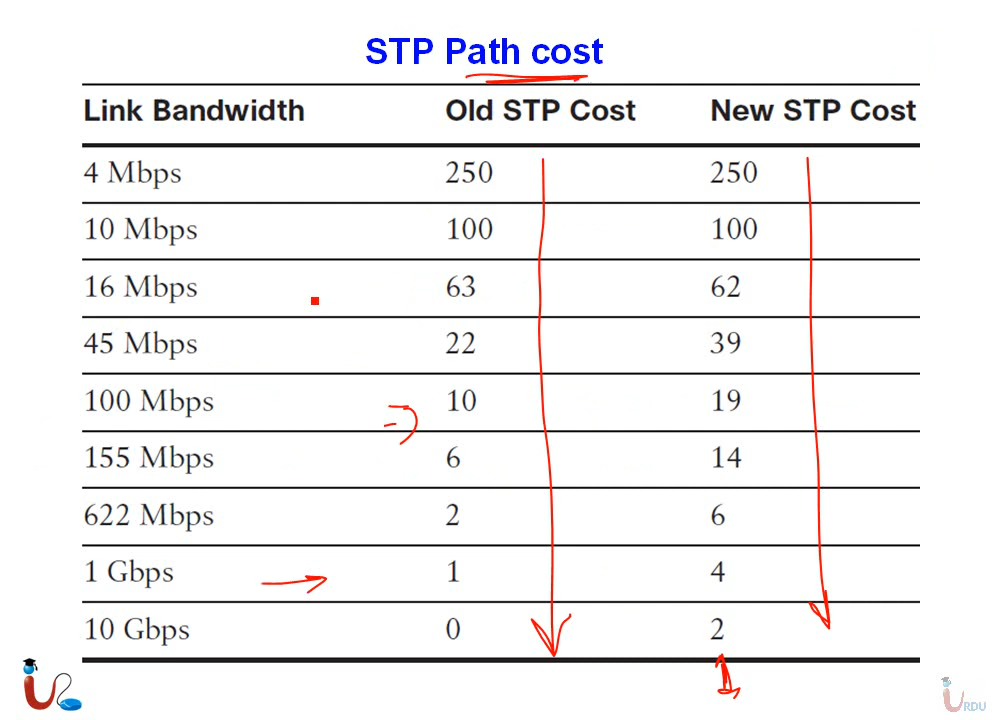 STP Path cost
Link Bandwidth Old STP Cost New STP Cost
4 Mbps 250 250
10 Mbps 100 100
16 Mbps 63 62
45 Mbps 22 39
100 Mbps 10 19
155 Mbps 6 14
622 Mbps 2 6
1 Gbps 1 4
10 Gbps 0 2
URDU